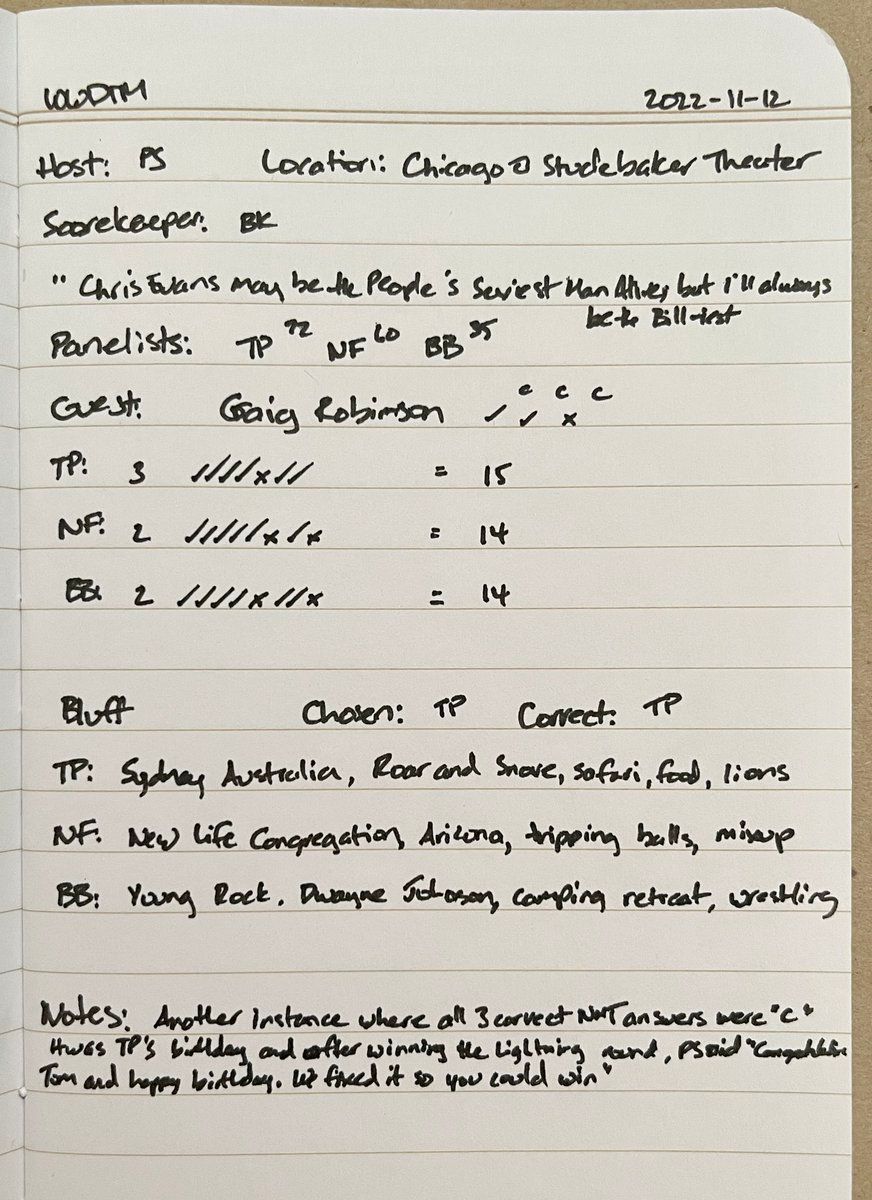 WWDTM 2022-11-12
Host: PS Location: Chicago @ Studebaker Theater
Scorekeeper: BK
"Chris Evans may be the People's Sexiest Man Alive, but I'll always
be the Bill-iest
Panelists: TP 72 NF 60 BB 35
Guest: Craig Robinson ✓ ✓ x C C C
TP: 3 ////x// = 15
NF: 2 /////x/x = 14
BB: 2 ////x//x = 14
Bluff Chosen: TP Correct: TP
TP: Sydney Australia, Roar and Snore, safari, food, lions
NF: New Life Congregation, Arizona, tripping balls, mixup
BB: Young Rock, Dwayne Johnson, camping retreat, wrestling
Notes: Another instance where all 3 correct NMJ answers were "C"
It was TP's birthday and after winning the Lightning round, PS said "Congratulations
Tom and happy birthday. We fixed it so you could win"